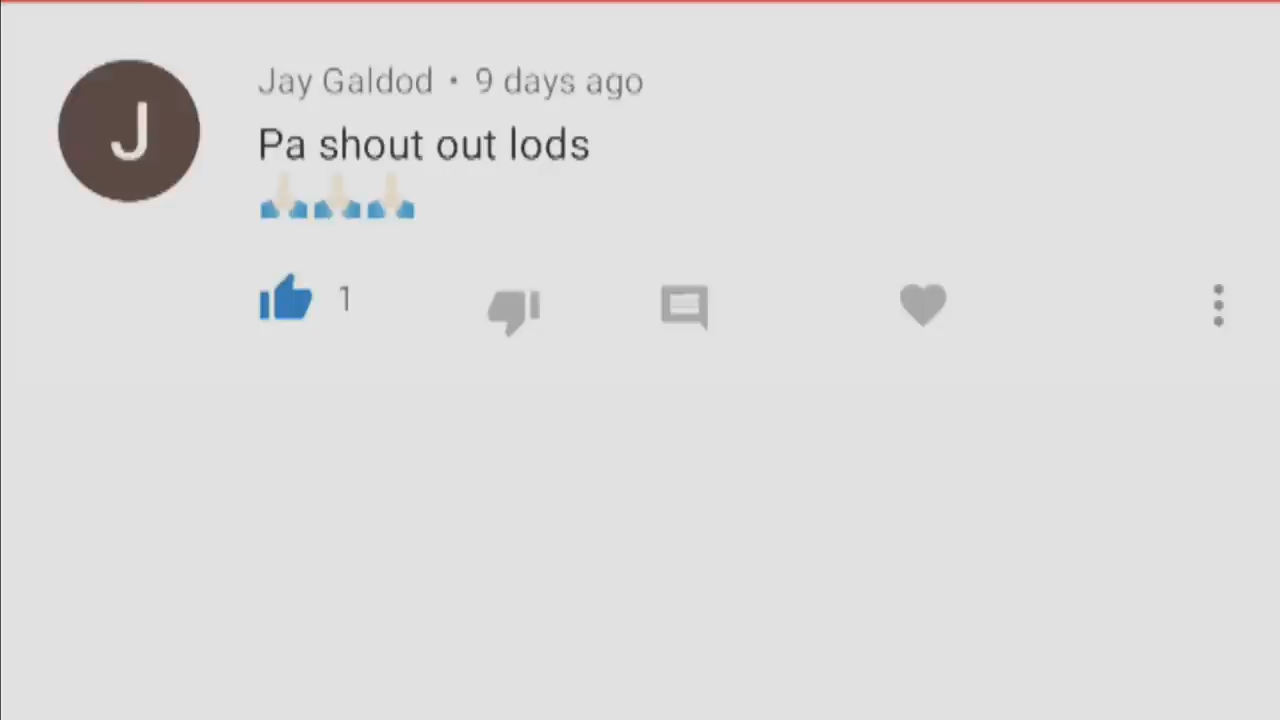 J
Jay Galdod • 9 days ago
Pa shout out lods
🙏🏻🙏🏻🙏🏻
1